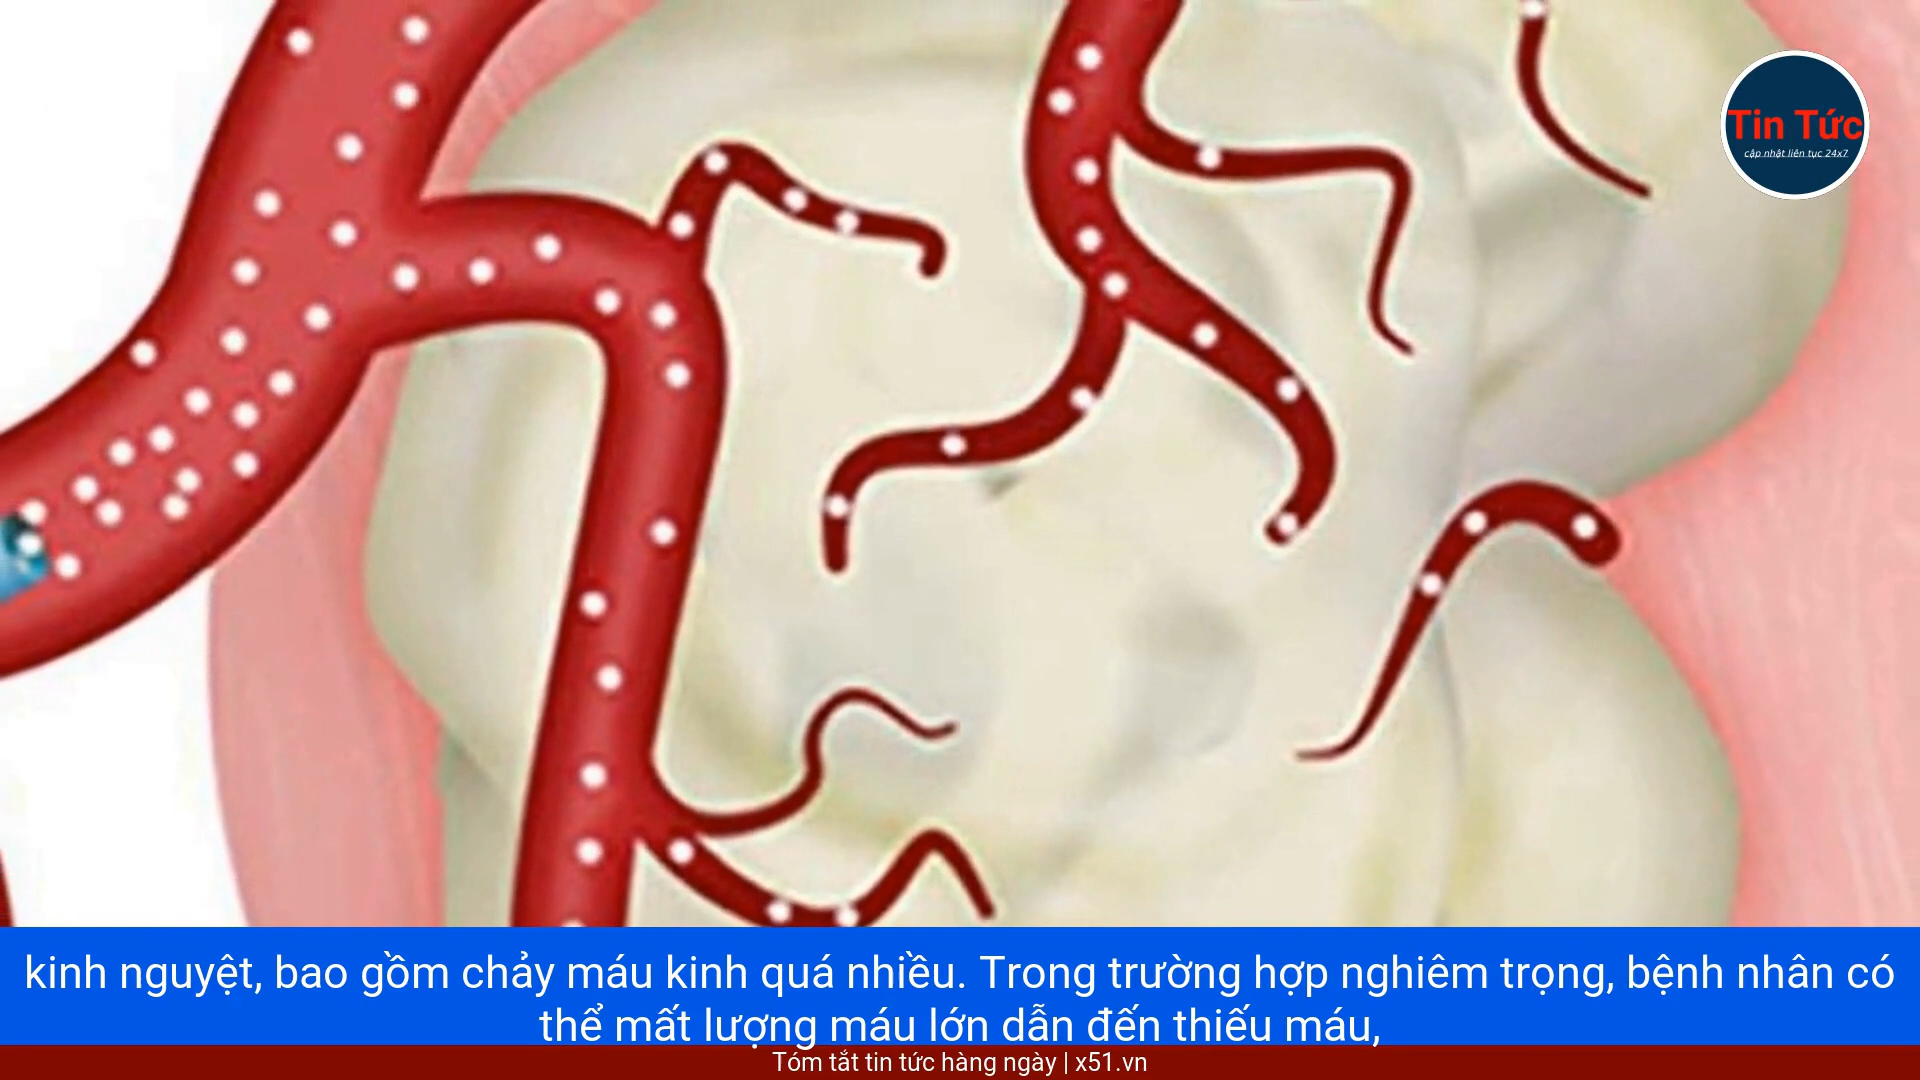 Tin Tức
cập nhật liên tục 24x7
kinh nguyệt, bao gồm chảy máu kinh quá nhiều. Trong trường hợp nghiêm trọng, bệnh nhân có
thể mất lượng máu lớn dẫn đến thiếu máu,
Tóm tắt tin tức hàng ngày | x51.vn